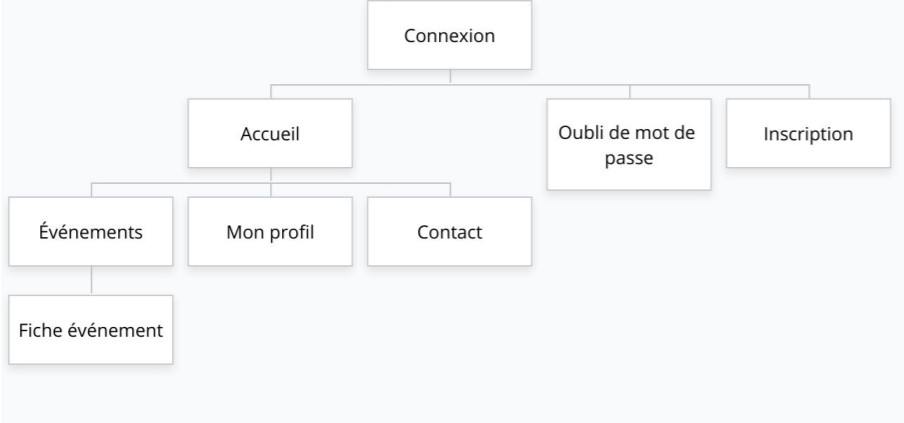 Connexion
Accueil
Oubli de mot de
passe
Inscription
Événements
Mon profil
Contact
Fiche événement